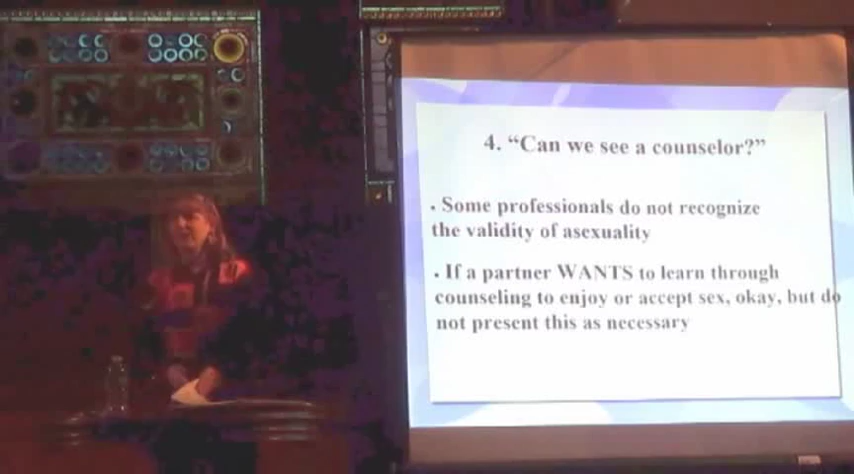 4. “Can we see a counselor?”
. Some professionals do not recognize
the validity of asexuality
. If a partner WANTS to learn through
counseling to enjoy or accept sex, okay, but do
not present this as necessary